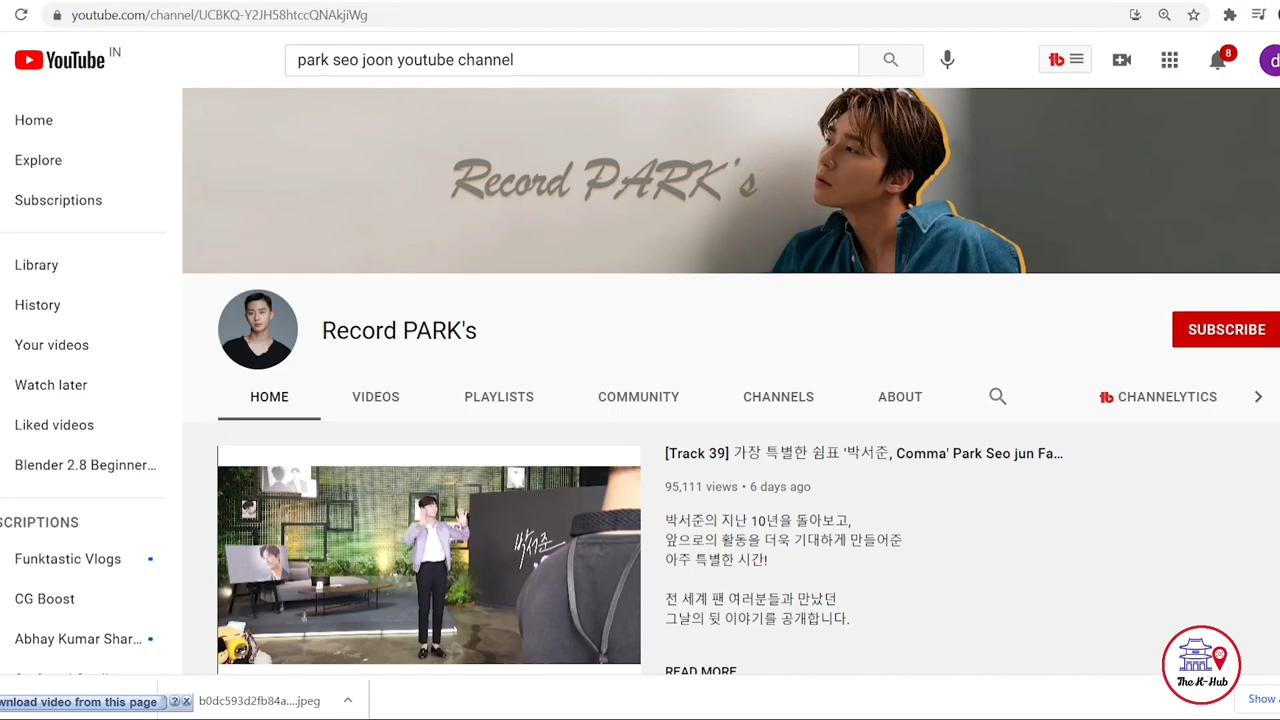 youtube.com/channel/UCBKQ-Y2JH58htccQNAkjiWg
YouTube IN
park seo joon youtube channel
8
d
Home
Explore
Subscriptions
Library
History
Your videos
Watch later
Liked videos
Blender 2.8 Beginner...
SCRIPTIONS
Funktastic Vlogs
CG Boost
Abhay Kumar Shar...
Record PARK's
Record PARK's
SUBSCRIBE
HOME VIDEOS PLAYLISTS COMMUNITY CHANNELS ABOUT CHANNELYTICS
박서준
[Track 39] 가장 특별한 쉼표 '박서준, Comma' Park Seo jun Fa...
95,111 views • 6 days ago
박서준의 지난 10년을 돌아보고,
앞으로의 활동을 더욱 기대하게 만들어준
아주 특별한 시간!
전 세계 팬 여러분들과 만났던
그날의 뒷 이야기를 공개합니다.
READ MORE
The K-Hub
wnload video from this page ? X
b0dc593d2fb84a....jpeg
Show a